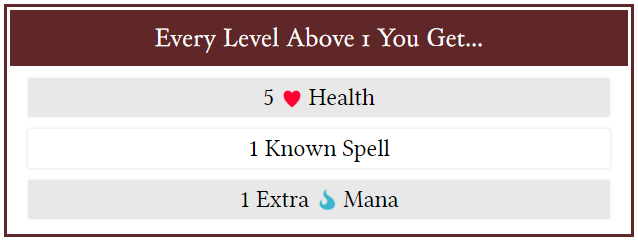 Every Level Above 1 You Get...
5 ❤️ Health
1 Known Spell
1 Extra 💧 Mana